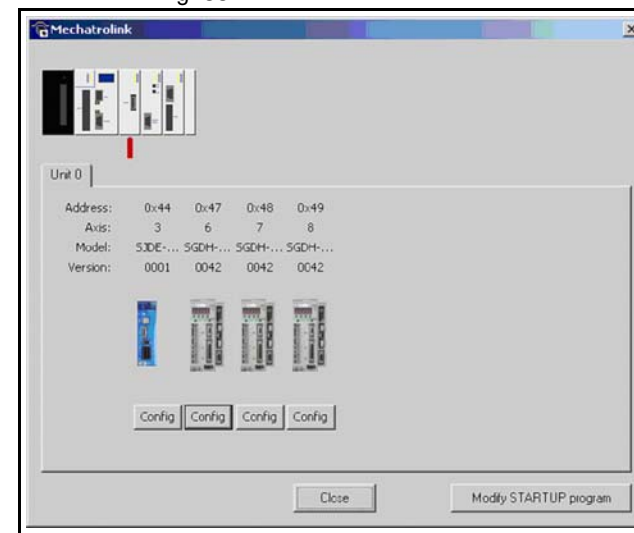 Mechatrolink
Unit 0
Address: 0x44 0x47 0x48 0x49
Axis: 3 6 7 8
Model: SJDE-... SGDH-... SGDH-... SGDH-...
Version: 0001 0042 0042 0042
Config Config Config Config
Close Modify STARTUP program